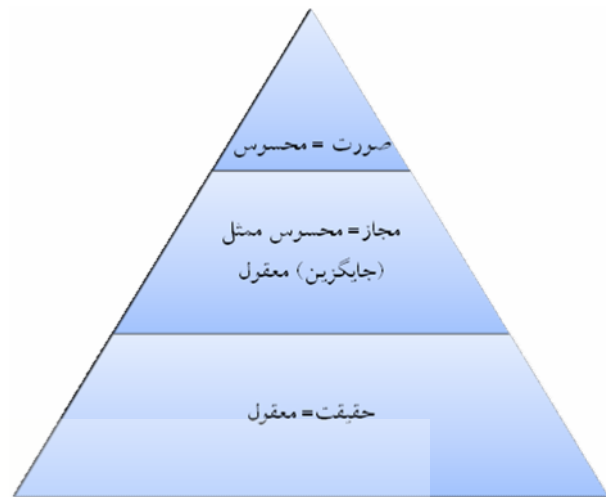 صورت = محسوس
مجاز= محسوس ممثل
(جایگزین) معقول
حقیقت= معقول